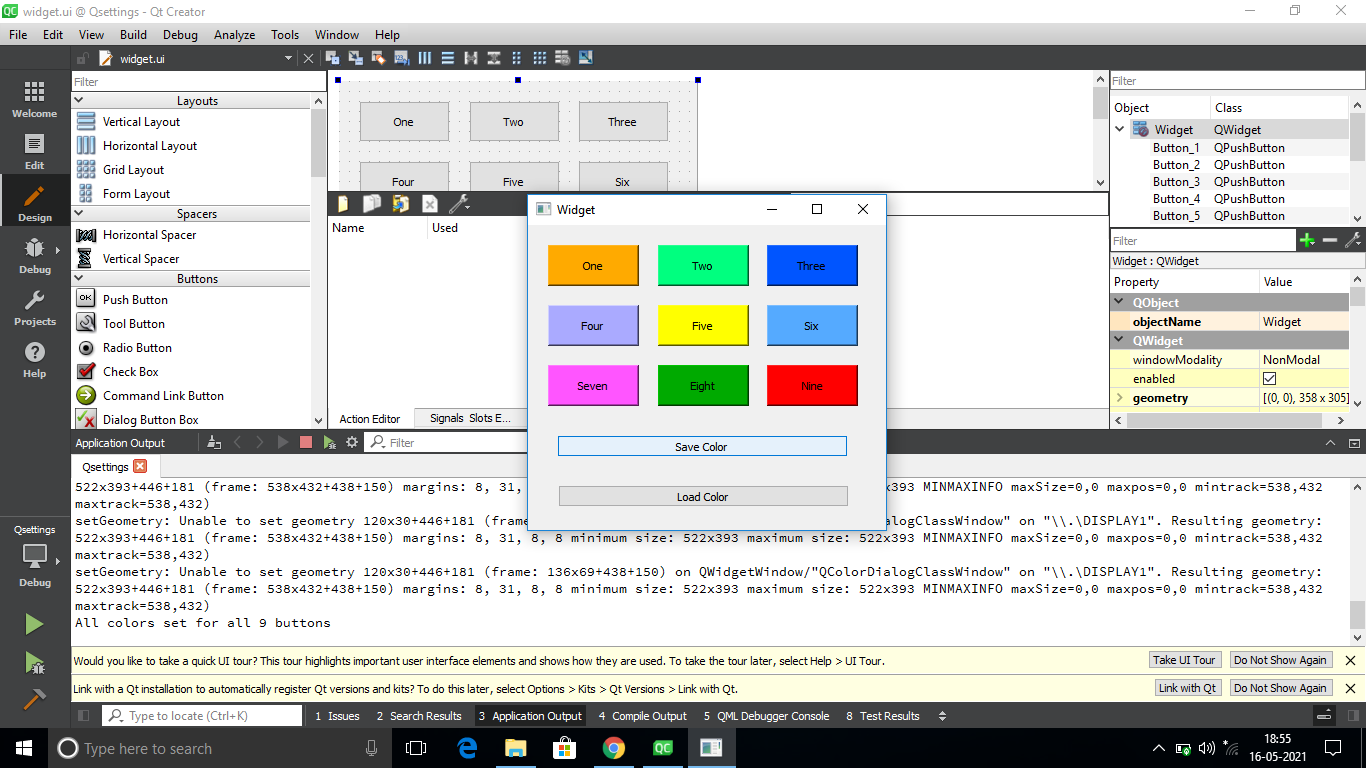 widget.ui @ Qsettings - Qt Creator
File Edit View Build Debug Analyze Tools Window Help
widget.ui
Welcome
Edit
Design
Debug
Projects
Help
Qsettings
Debug
Filter
Layouts
Vertical Layout
Horizontal Layout
Grid Layout
Form Layout
Spacers
Horizontal Spacer
Vertical Spacer
Buttons
OK Push Button
Tool Button
Radio Button
Check Box
Command Link Button
Dialog Button Box
One Two Three
Four Five Six
Name Used
Action Editor Signals Slots E...
Widget
One Two Three
Four Five Six
Seven Eight Nine
Save Color
Load Color
Filter
Object Class
Widget QWidget
Button_1 QPushButton
Button_2 QPushButton
Button_3 QPushButton
Button_4 QPushButton
Button_5 QPushButton
Filter
Widget : QWidget
Property Value
QObject
objectName Widget
QWidget
windowModality NonModal
enabled
geometry [(0, 0), 358 x 305]
Application Output Filter
Qsettings
522x393+446+181 (frame: 538x432+438+150) margins: 8, 31, 8 x393 MINMAXINFO maxSize=0,0 maxpos=0,0 mintrack=538,432
maxtrack=538,432)
setGeometry: Unable to set geometry 120x30+446+181 (frame alogClassWindow" on "\\.\DISPLAY1". Resulting geometry:
522x393+446+181 (frame: 538x432+438+150) margins: 8, 31, 8, 8 minimum size: 522x393 maximum size: 522x393 MINMAXINFO maxSize=0,0 maxpos=0,0 mintrack=538,432
maxtrack=538,432)
setGeometry: Unable to set geometry 120x30+446+181 (frame: 136x69+438+150) on QWidgetWindow/"QColorDialogClassWindow" on "\\.\DISPLAY1". Resulting geometry:
522x393+446+181 (frame: 538x432+438+150) margins: 8, 31, 8, 8 minimum size: 522x393 maximum size: 522x393 MINMAXINFO maxSize=0,0 maxpos=0,0 mintrack=538,432
maxtrack=538,432)
All colors set for all 9 buttons
Would you like to take a quick UI tour? This tour highlights important user interface elements and shows how they are used. To take the tour later, select Help > UI Tour. Take UI Tour Do Not Show Again
Link with a Qt installation to automatically register Qt versions and kits? To do this later, select Options > Kits > Qt Versions > Link with Qt. Link with Qt Do Not Show Again
Type to locate (Ctrl+K) 1 Issues 2 Search Results 3 Application Output 4 Compile Output 5 QML Debugger Console 8 Test Results
Type here to search
18:55
16-05-2021